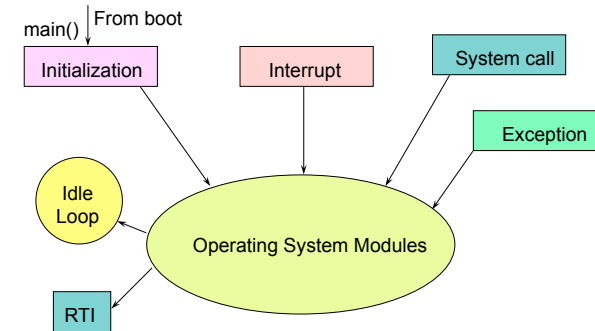 From boot
main()
Initialization
Interrupt
System call
Exception
Idle
Loop
Operating System Modules
RTI